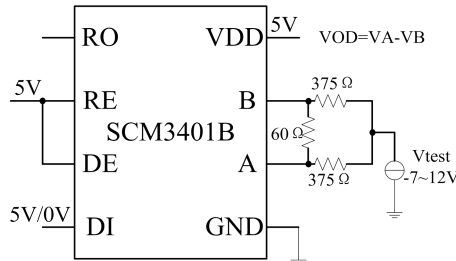 RO
VDD
5V
VOD=VA-VB
5V
RE
B
375 Ω
SCM3401B
60 Ω
DE
A
375 Ω
Vtest
-7~12V
5V/0V
DI
GND